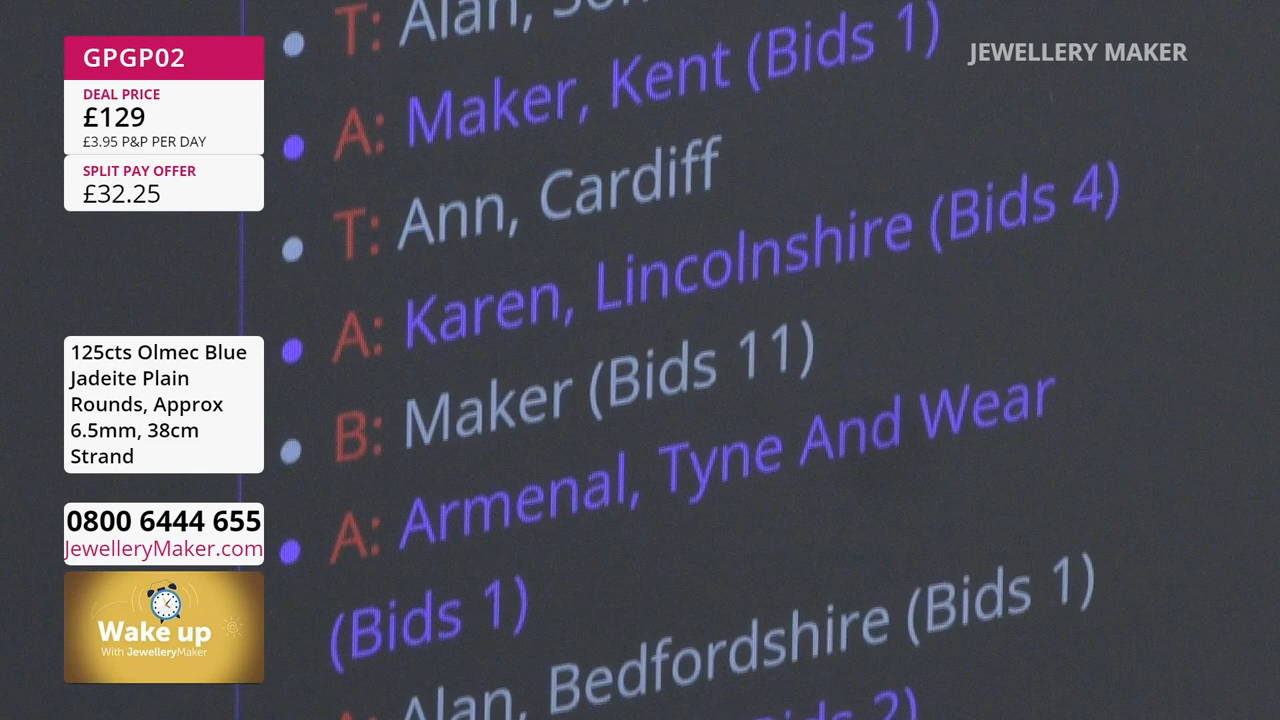 GPGP02
DEAL PRICE
£129
£3.95 P&P PER DAY
SPLIT PAY OFFER
£32.25
125cts Olmec Blue
Jadeite Plain
Rounds, Approx
6.5mm, 38cm
Strand
0800 6444 655
JewelleryMaker.com
Wake up
With JewelleryMaker
JEWELLERY MAKER
T: Alan,
A: Maker, Kent (Bids 1)
T: Ann, Cardiff
A: Karen, Lincolnshire (Bids 4)
B: Maker (Bids 11)
A: Armenal, Tyne And Wear
(Bids 1)
Alan, Bedfordshire (Bids 1)
2)